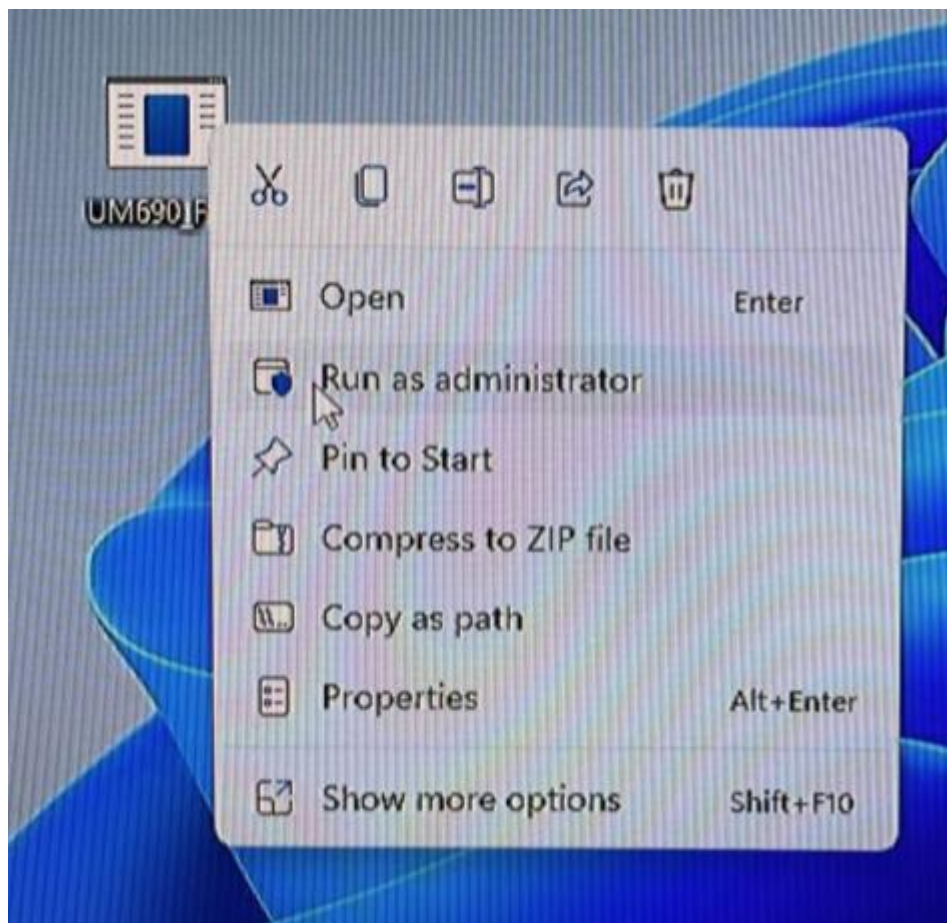 UM690_F
Open Enter
Run as administrator
Pin to Start
Compress to ZIP file
Copy as path
Properties Alt+Enter
Show more options Shift+F10